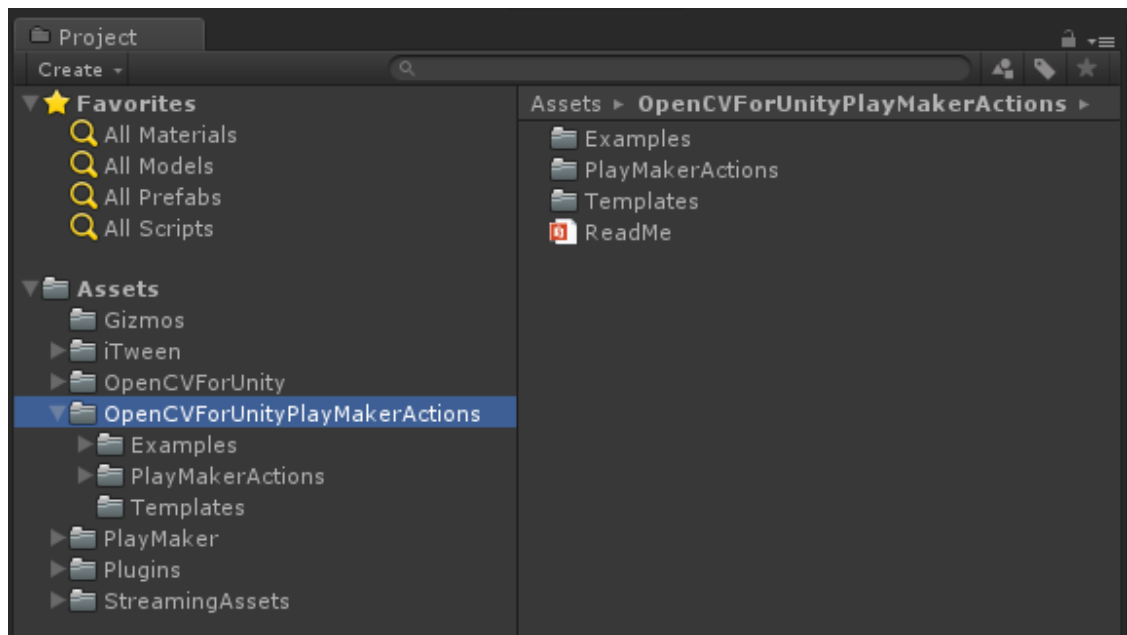 Project
Create
Favorites
All Materials
All Models
All Prefabs
All Scripts
Assets
Gizmos
iTween
OpenCVForUnity
OpenCVForUnityPlayMakerActions
Examples
PlayMakerActions
Templates
PlayMaker
Plugins
StreamingAssets
Assets ▸ OpenCVForUnityPlayMakerActions ▸
Examples
PlayMakerActions
Templates
ReadMe